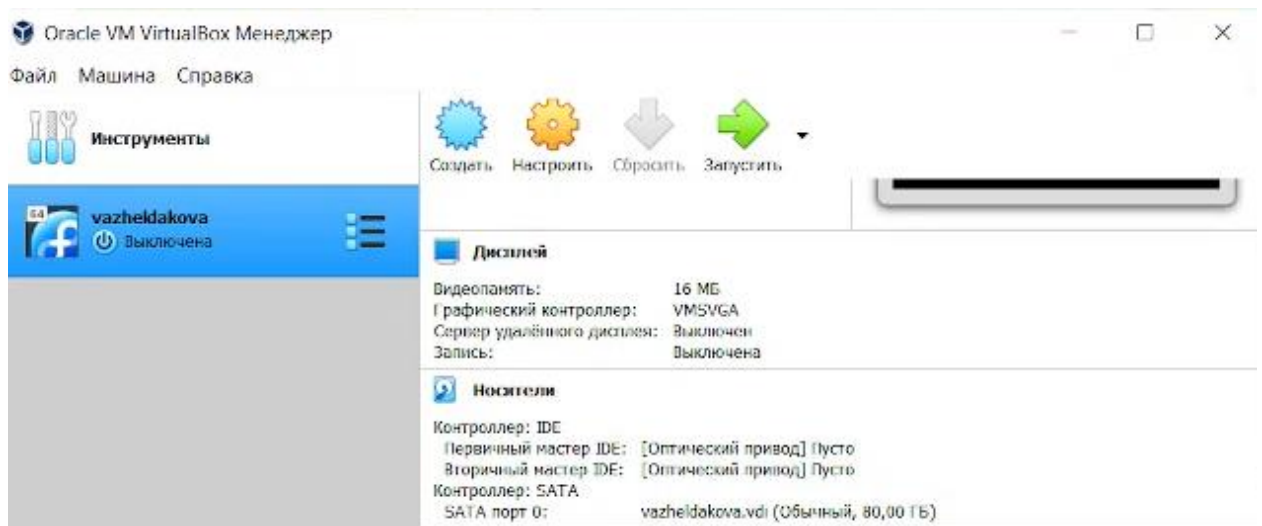 Oracle VM VirtualBox Менеджер
Файл Машина Справка
Инструменты
Создать Настроить Сбросить Запустить
64
vazheldakova
Выключена
Дисплей
Видеопамять: 16 МБ
Графический контроллер: VMSVGA
Сервер удалённого дисплея: Выключен
Запись: Выключена
Носители
Контроллер: IDE
Первичный мастер IDE: [Оптический привод] Пусто
Вторичный мастер IDE: [Оптический привод] Пусто
Контроллер: SATA
SATA порт 0: vazheldakova.vdi (Обычный, 80,00 ГБ)